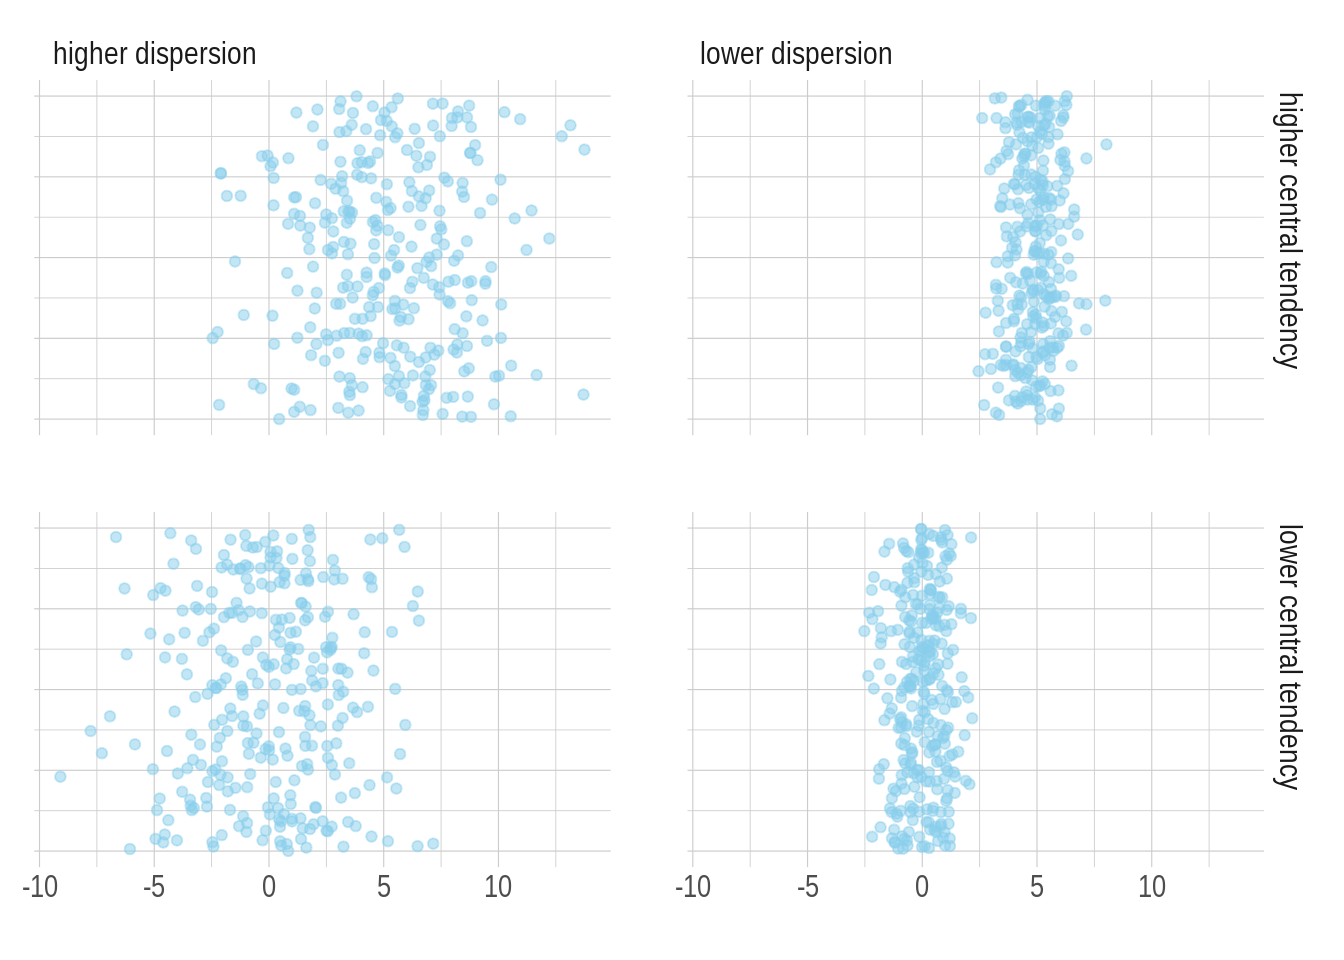 higher dispersion
lower dispersion
higher central tendency
lower central tendency
-10 -5 0 5 10
-10 -5 0 5 10